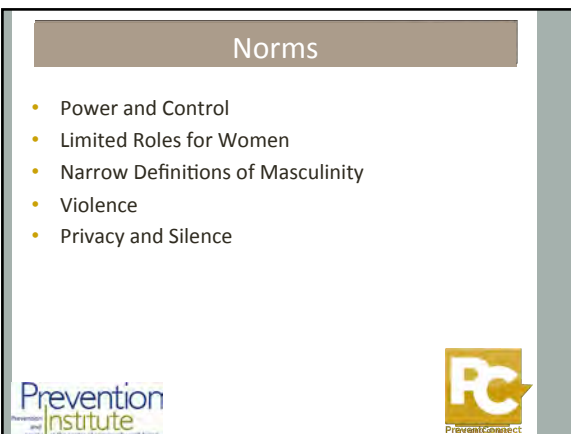 Norms
• Power and Control
• Limited Roles for Women
• Narrow Definitions of Masculinity
• Violence
• Privacy and Silence
Prevention
Institute
PC
PreventConnect